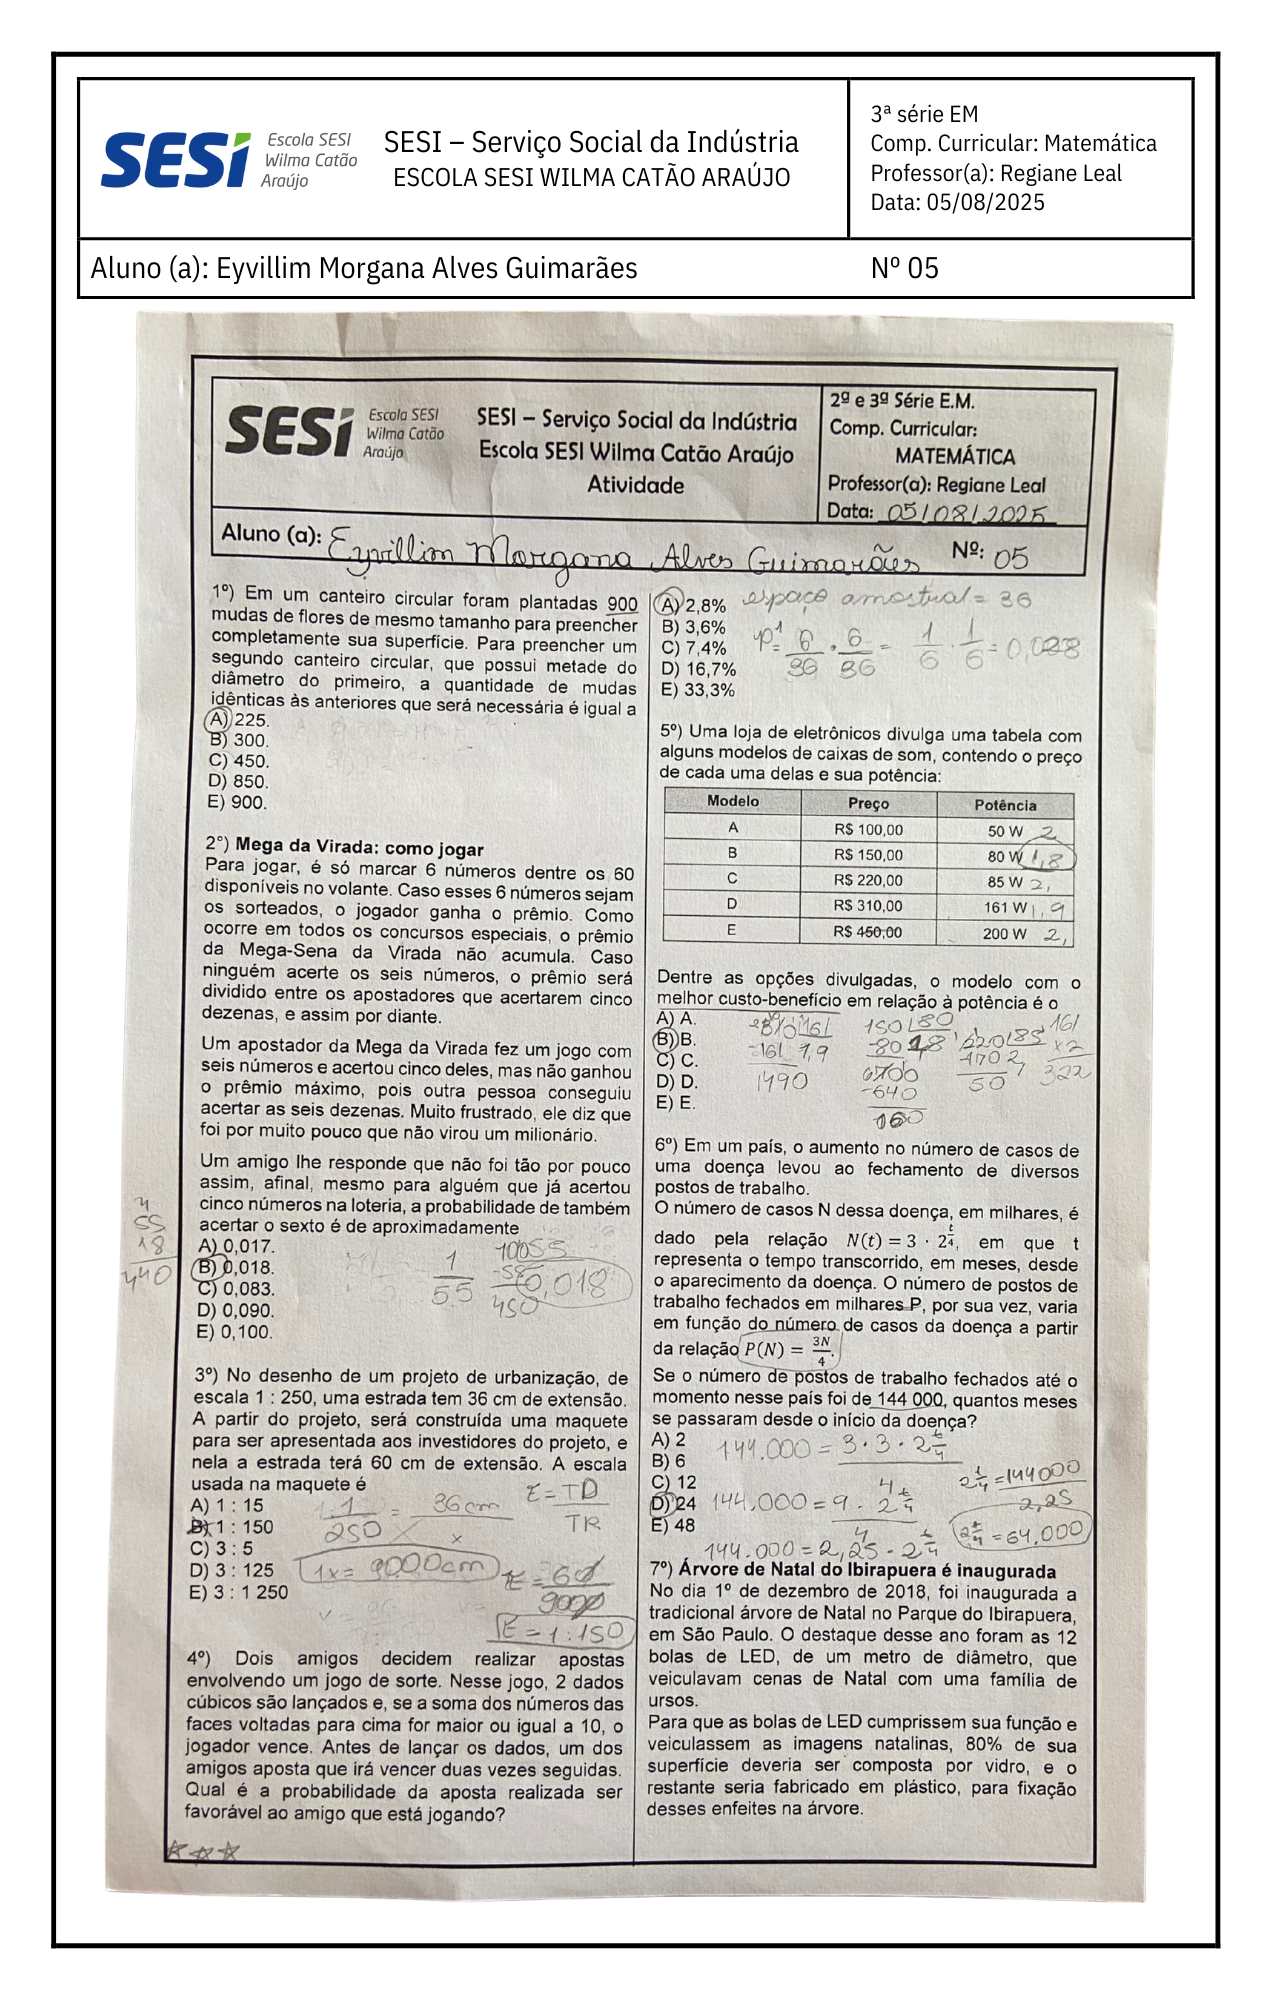 SESI
Escola SESI
Wilma Catão
Araújo
SESI – Serviço Social da Indústria
ESCOLA SESI WILMA CATÃO ARAÚJO
3ª série EM
Comp. Curricular: Matemática
Professor(a): Regiane Leal
Data: 05/08/2025
Aluno (a): Eyvillim Morgana Alves Guimarães
Nº 05
SESI
Escola SESI
Wilma Catão
Araújo
SESI – Serviço Social da Indústria
Escola SESI Wilma Catão Araújo
Atividade
2ª e 3ª Série E.M.
Comp. Curricular:
MATEMÁTICA
Professor(a): Regiane Leal
Data: 05/08/2025
Aluno (a): Eyvillim Morgana Alves Guimarães Nº: 05
1º) Em um canteiro circular foram plantadas 900
mudas de flores de mesmo tamanho para preencher
completamente sua superfície. Para preencher um
segundo canteiro circular, que possui metade do
diâmetro do primeiro, a quantidade de mudas
idênticas às anteriores que será necessária é igual a
A) 225.
B) 300.
C) 450.
D) 850.
E) 900.
2°) Mega da Virada: como jogar
Para jogar, é só marcar 6 números dentre os 60
disponíveis no volante. Caso esses 6 números sejam
os sorteados, o jogador ganha o prêmio. Como
ocorre em todos os concursos especiais, o prêmio
da Mega-Sena da Virada não acumula. Caso
ninguém acerte os seis números, o prêmio será
dividido entre os apostadores que acertarem cinco
dezenas, e assim por diante.
Um apostador da Mega da Virada fez um jogo com
seis números e acertou cinco deles, mas não ganhou
o prêmio máximo, pois outra pessoa conseguiu
acertar as seis dezenas. Muito frustrado, ele diz que
foi por muito pouco que não virou um milionário.
Um amigo lhe responde que não foi tão por pouco
assim, afinal, mesmo para alguém que já acertou
cinco números na loteria, a probabilidade de também
acertar o sexto é de aproximadamente
A) 0,017.
B) 0,018.
C) 0,083.
D) 0,090.
E) 0,100.
4
55
18
440
1
55
10055
-55
0,018
450
3º) No desenho de um projeto de urbanização, de
escala 1 : 250, uma estrada tem 36 cm de extensão.
A partir do projeto, será construída uma maquete
para ser apresentada aos investidores do projeto, e
nela a estrada terá 60 cm de extensão. A escala
usada na maquete é
A) 1 : 15
B) 1 : 150
C) 3 : 5
D) 3 : 125
E) 3 : 1 250
1 = 36cm
250 x
1x = 9000cm
E = TD
TR
E = 60
9000
E = 1:150
4º) Dois amigos decidem realizar apostas
envolvendo um jogo de sorte. Nesse jogo, 2 dados
cúbicos são lançados e, se a soma dos números das
faces voltadas para cima for maior ou igual a 10, o
jogador vence. Antes de lançar os dados, um dos
amigos aposta que irá vencer duas vezes seguidas.
Qual é a probabilidade da aposta realizada ser
favorável ao amigo que está jogando?
A) 2,8%
B) 3,6%
C) 7,4%
D) 16,7%
E) 33,3%
espaço amostral = 36
P = 6/36 · 6/36 = 1/6 · 1/6 = 0,028
5º) Uma loja de eletrônicos divulga uma tabela com
alguns modelos de caixas de som, contendo o preço
de cada uma delas e sua potência:
Modelo Preço Potência
A R$ 100,00 50 W 2
B R$ 150,00 80 W 1,8
C R$ 220,00 85 W 2,
D R$ 310,00 161 W 1,9
E R$ 450,00 200 W 2,
Dentre as opções divulgadas, o modelo com o
melhor custo-benefício em relação à potência é o
A) A.
B) B.
C) C.
D) D.
E) E.
310 161
-161 1,9
1490
150 80
-80 1,8
0700
-640
160
220 85
-170 2,
50
161
x2
322
6º) Em um país, o aumento no número de casos de
uma doença levou ao fechamento de diversos
postos de trabalho.
O número de casos N dessa doença, em milhares, é
dado pela relação N(t) = 3 · 2^(t/4), em que t
representa o tempo transcorrido, em meses, desde
o aparecimento da doença. O número de postos de
trabalho fechados em milhares P, por sua vez, varia
em função do número de casos da doença a partir
da relação P(N) = 3N/4.
Se o número de postos de trabalho fechados até o
momento nesse país foi de 144 000, quantos meses
se passaram desde o início da doença?
A) 2
B) 6
C) 12
D) 24
E) 48
144.000 = 3 · 3 · 2^(t/4)
4
144.000 = 9 · 2^(t/4)
4
144.000 = 2,25 · 2^(t/4)
2^(t/4) = 144000
2,25
2^(t/4) = 64.000
7º) Árvore de Natal do Ibirapuera é inaugurada
No dia 1º de dezembro de 2018, foi inaugurada a
tradicional árvore de Natal no Parque do Ibirapuera,
em São Paulo. O destaque desse ano foram as 12
bolas de LED, de um metro de diâmetro, que
veiculavam cenas de Natal com uma família de
ursos.
Para que as bolas de LED cumprissem sua função e
veiculassem as imagens natalinas, 80% de sua
superfície deveria ser composta por vidro, e o
restante seria fabricado em plástico, para fixação
desses enfeites na árvore.